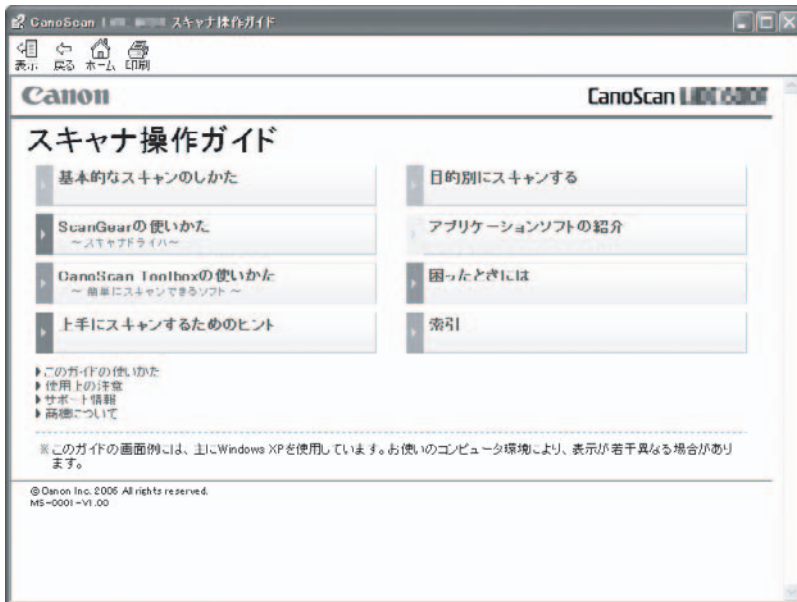 CanoScan スキャナ操作ガイド
表示 戻る ホーム 印刷
Canon
CanoScan
スキャナ操作ガイド
基本的なスキャンのしかた
目的別にスキャンする
ScanGearの使いかた
～スキャナドライバ～
アプリケーションソフトの紹介
CanoScan Toolboxの使いかた
～ 簡単にスキャンできるソフト ～
困ったときには
上手にスキャンするためのヒント
索引
このガイドの使いかた
使用上の注意
サポート情報
商標について
※このガイドの画面例には、主にWindows XPを使用しています。お使いのコンピュータ環境により、表示が若干異なる場合があり
ます。
© Canon Inc. 2006 All rights reserved.
MS-0001-V1.00